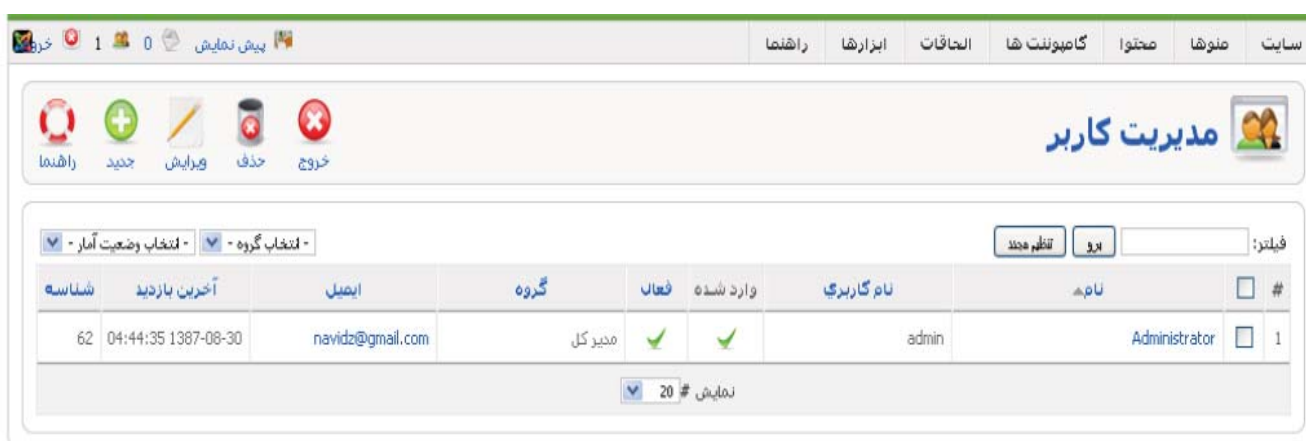 سایت منوها محتوا کامپوننت ها الحاقات ابزارها راهنما پیش نمایش 0 1 خروج
مدیریت کاربر
خروج حذف ویرایش جدید راهنما
فیلتر: برو تنظیم مجدد - انتخاب گروه - - انتخاب وضعیت آمار -
# نام نام کاربري وارد شده فعال گروه ایمیل آخرین بازدید شناسه
1 Administrator admin مدیر کل navidz@gmail.com 04:44:35 1387-08-30 62
نمایش # 20